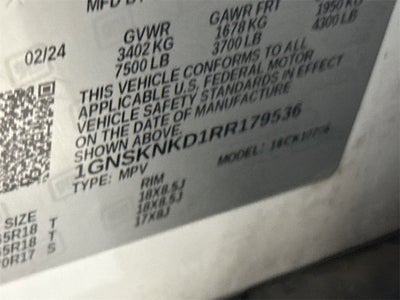 MFD BY
02/24
GVWR
3402 KG
7500 LB
GAWR FRT
1678 KG
3700 LB
1950 KG
4300 LB
THIS VEHICLE CONFORMS TO ALL
APPLICABLE U.S. FEDERAL MOTOR
VEHICLE SAFETY STANDARDS IN EFFECT
ON THE DATE OF MANUFACTURE
SHOWN ABOVE.
1GNSKNKD1RR179536
TYPE: MPV
MODEL:
SIZE
RIM
5R18 T 18X8.5J
5R18 T 18X8.5J
0R17 S 17X8J